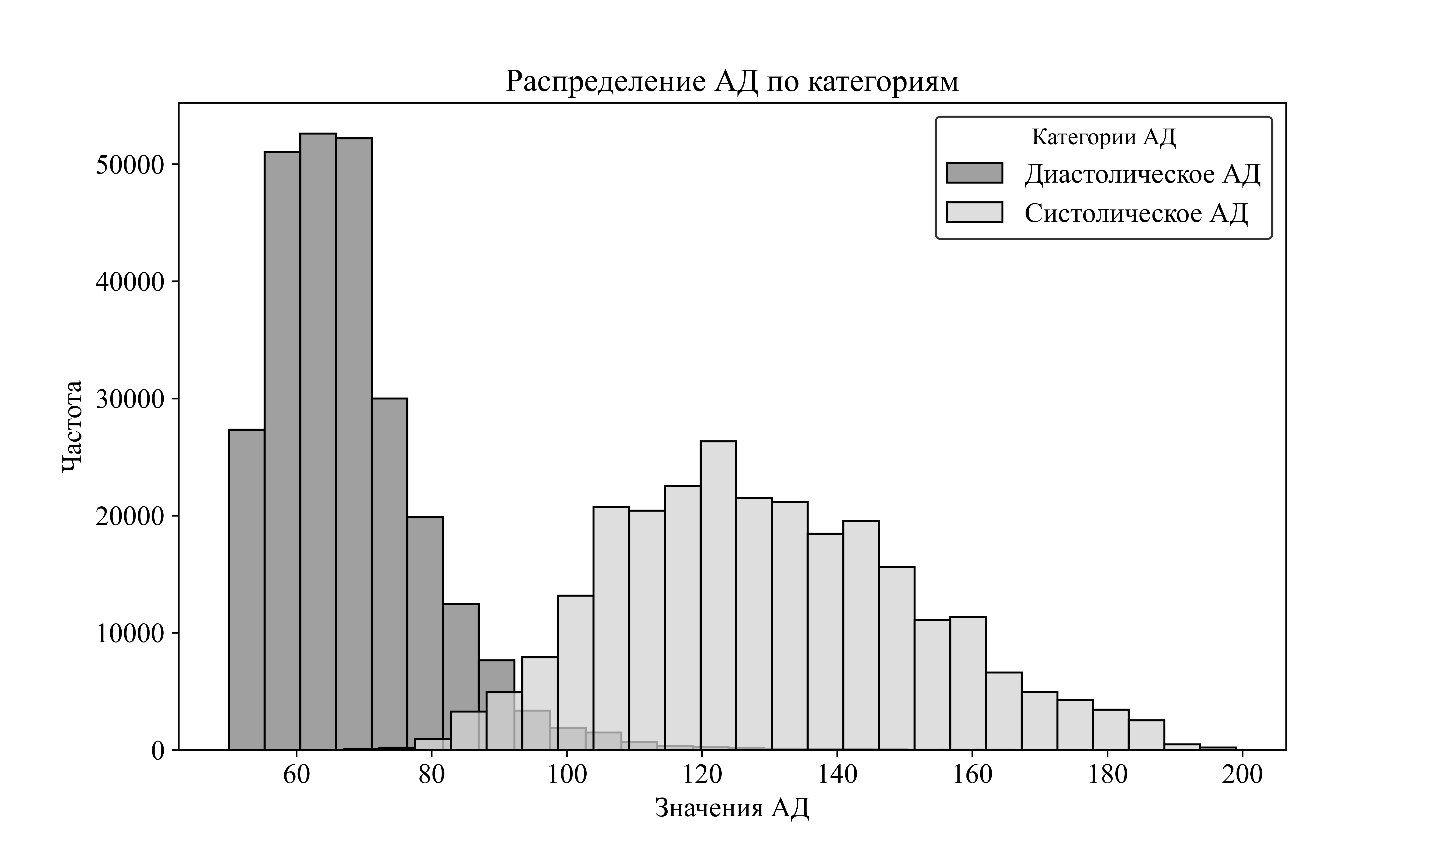 Распределение АД по категориям
Категории АД
Диастолическое АД
Систолическое АД
Частота
50000
40000
30000
20000
10000
0
60 80 100 120 140 160 180 200
Значения АД